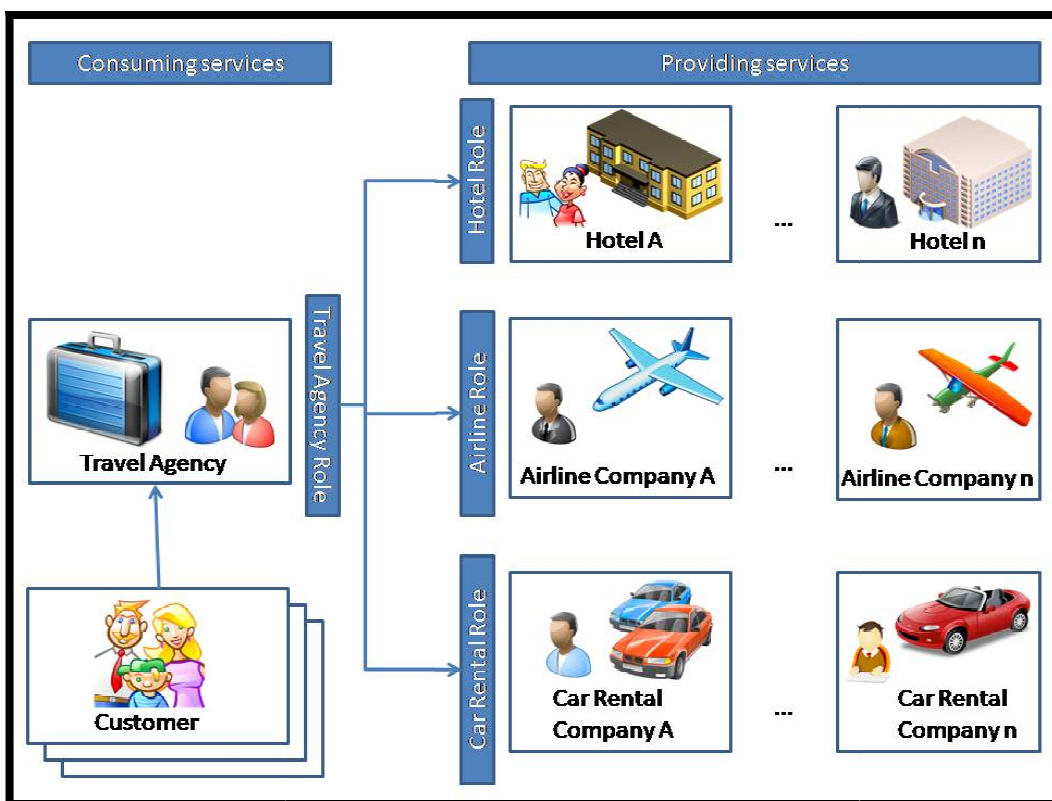 Consuming services
Providing services
Hotel Role
Hotel A
...
Hotel n
Travel Agency
Travel Agency Role
Airline Role
Airline Company A
...
Airline Company n
Customer
Car Rental Role
Car Rental
Company A
...
Car Rental
Company n